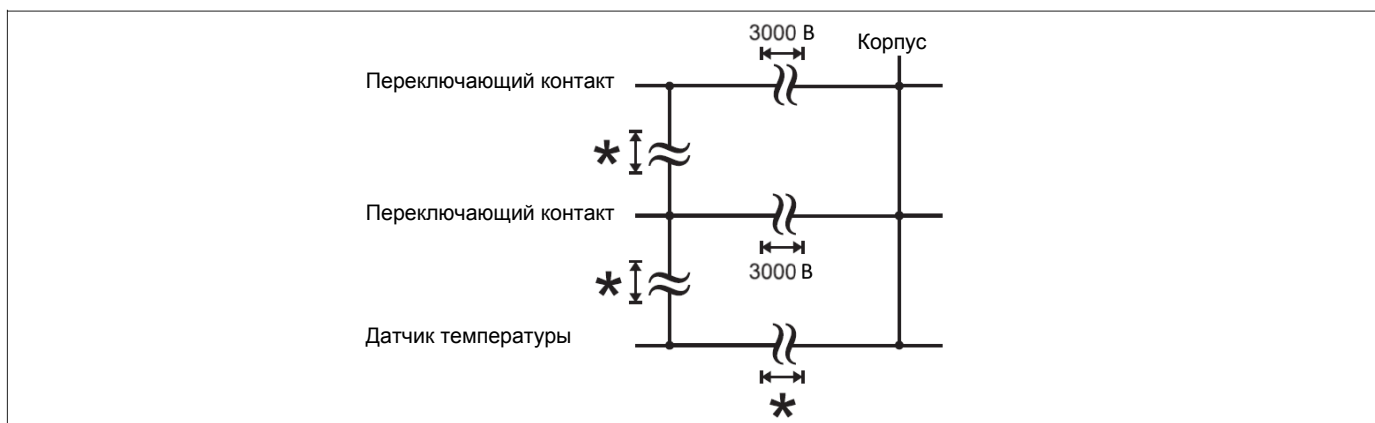 3000 В
Корпус
Переключающий контакт
*
Переключающий контакт
3000 В
*
Датчик температуры
*